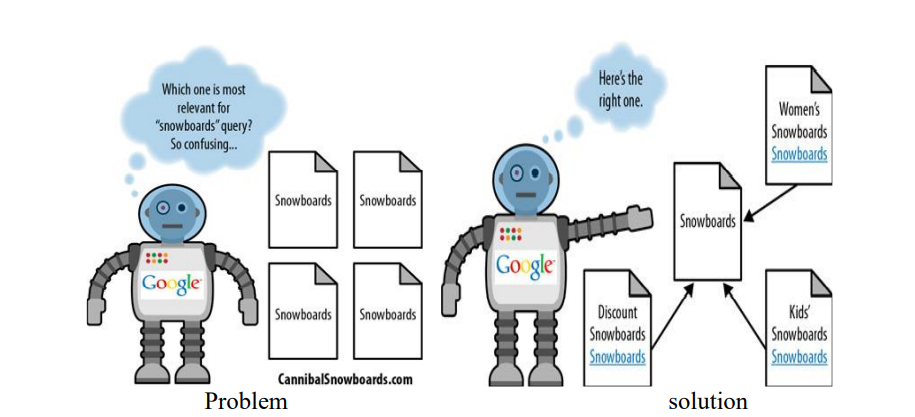 Which one is most
relevant for
"snowboards" query?
So confusing...
Google
Snowboards
Snowboards
Snowboards
Snowboards
CannibalSnowboards.com
Problem
Here's the
right one.
Google
Snowboards
Women's
Snowboards
Snowboards
Discount
Snowboards
Snowboards
Kids'
Snowboards
Snowboards
solution